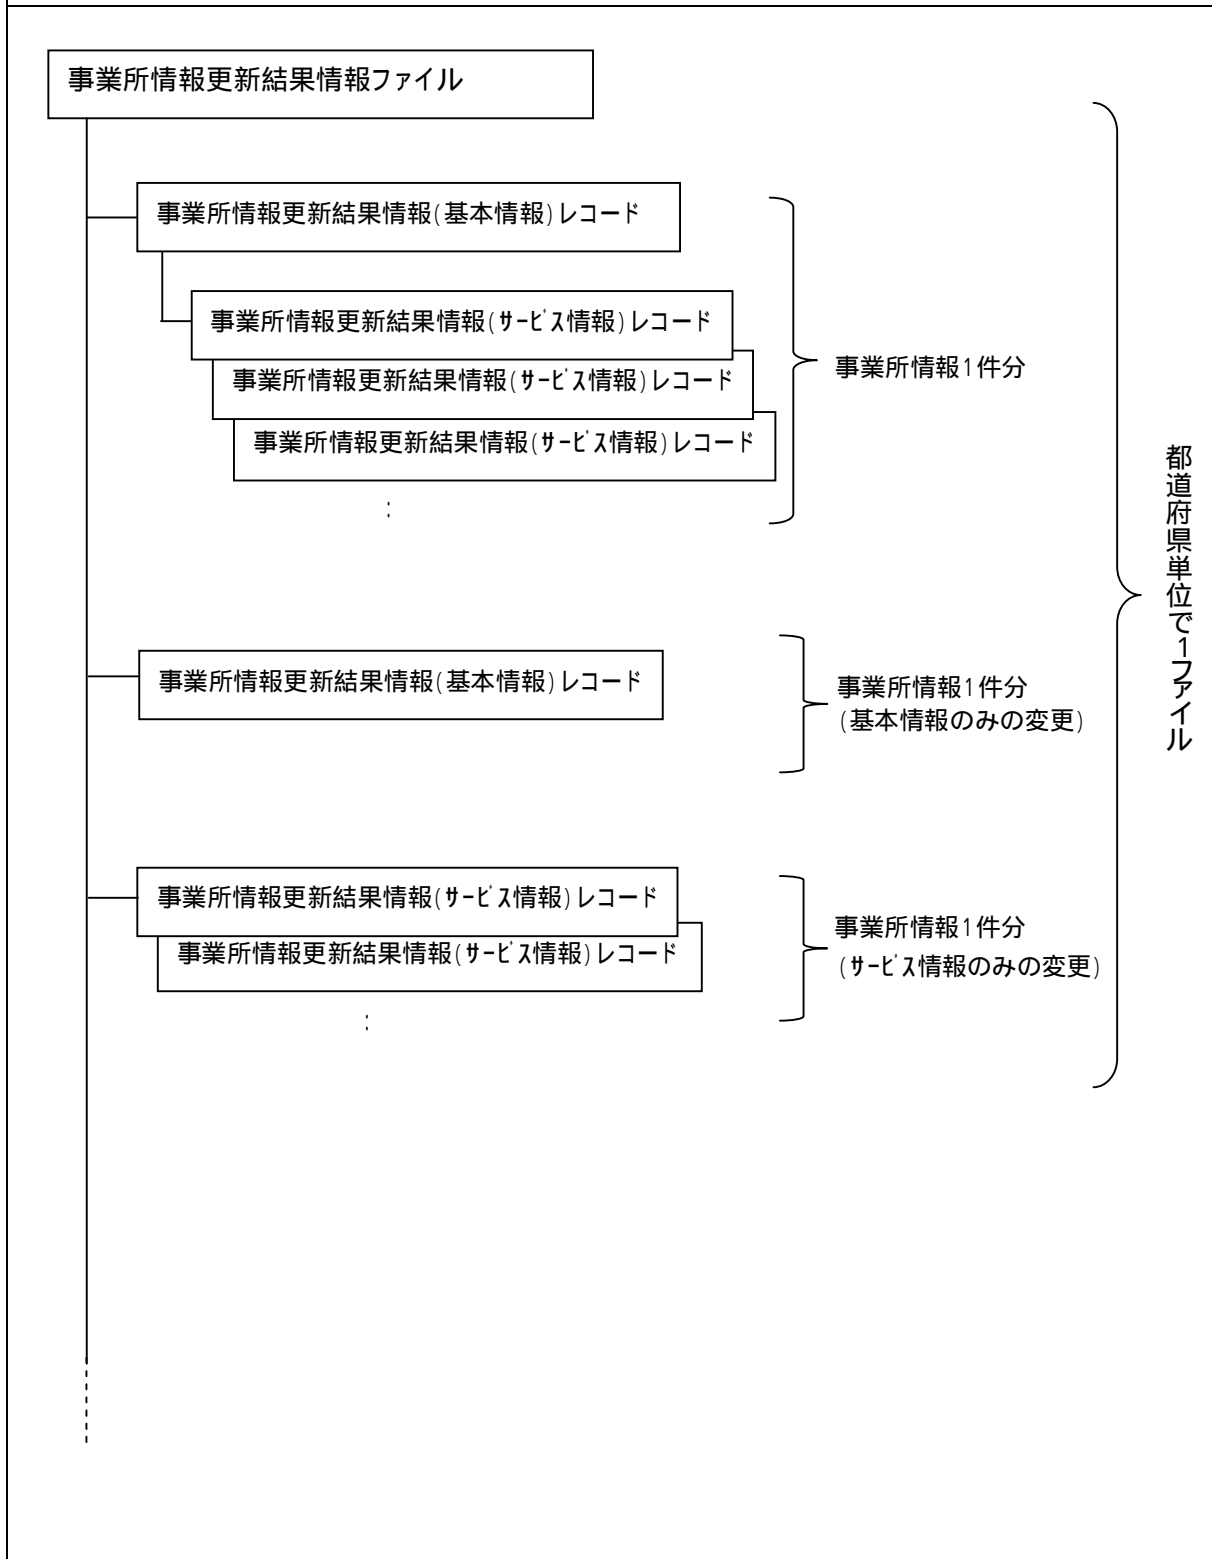 事業所情報更新結果情報ファイル
事業所情報更新結果情報(基本情報)レコード
事業所情報更新結果情報(ｻｰﾋﾞｽ情報)レコード
事業所情報更新結果情報(ｻｰﾋﾞｽ情報)レコード
事業所情報更新結果情報(ｻｰﾋﾞｽ情報)レコード
:
事業所情報1件分
事業所情報更新結果情報(基本情報)レコード
事業所情報1件分
(基本情報のみの変更)
事業所情報更新結果情報(ｻｰﾋﾞｽ情報)レコード
事業所情報更新結果情報(ｻｰﾋﾞｽ情報)レコード
:
事業所情報1件分
(ｻｰﾋﾞｽ情報のみの変更)
都道府県単位で1ファイル